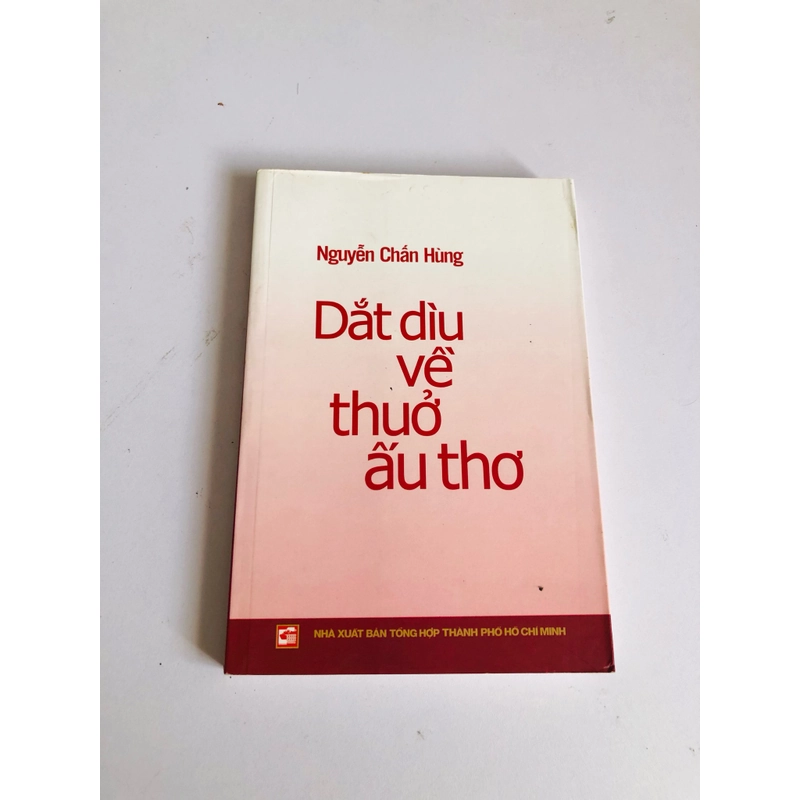 Nguyễn Chấn Hùng
Dắt dìu
về
thuở
ấu thơ
NHÀ XUẤT BẢN TỔNG HỢP THÀNH PHỐ HỒ CHÍ MINH